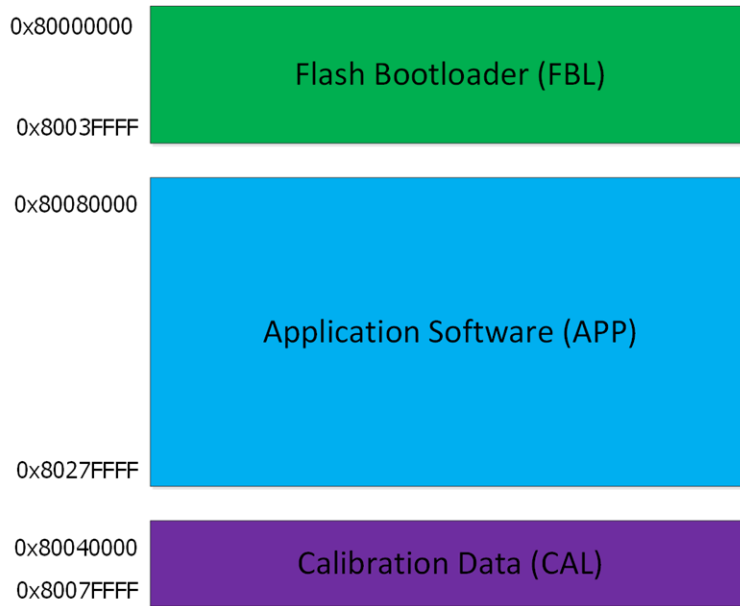 0x80000000
Flash Bootloader (FBL)
0x8003FFFF
0x80080000
Application Software (APP)
0x8027FFFF
0x80040000
Calibration Data (CAL)
0x8007FFFF